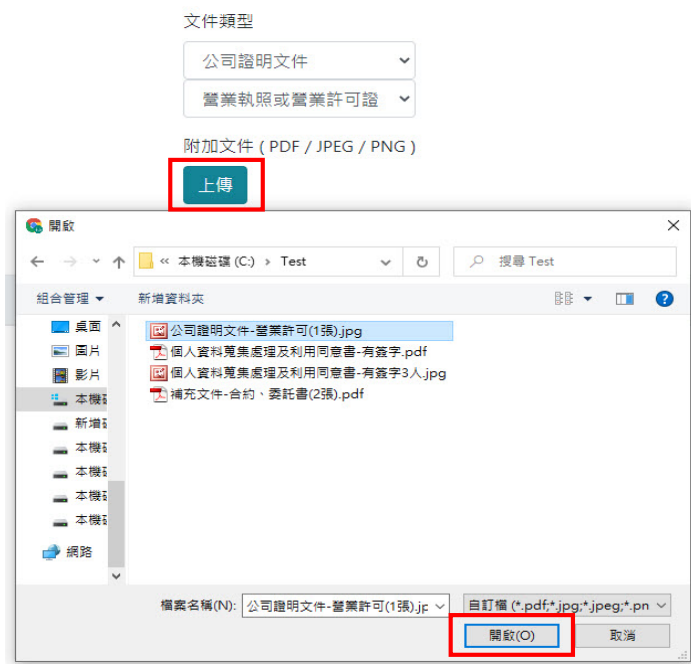 文件類型
公司證明文件
營業執照或營業許可證
附加文件 ( PDF / JPEG / PNG )
上傳
開啟
« 本機磁碟 (C:) › Test
搜尋 Test
組合管理
新增資料夾
桌面
圖片
影片
本機磁
新增磁
本機磁
本機磁
本機磁
本機磁
網路
公司證明文件-營業許可(1張).jpg
個人資料蒐集處理及利用同意書-有簽字.pdf
個人資料蒐集處理及利用同意書-有簽字3人.jpg
補充文件-合約、委託書(2張).pdf
檔案名稱(N):
公司證明文件-營業許可(1張).jp
自訂檔 (*.pdf;*.jpg;*.jpeg;*.pn
開啟(O)
取消